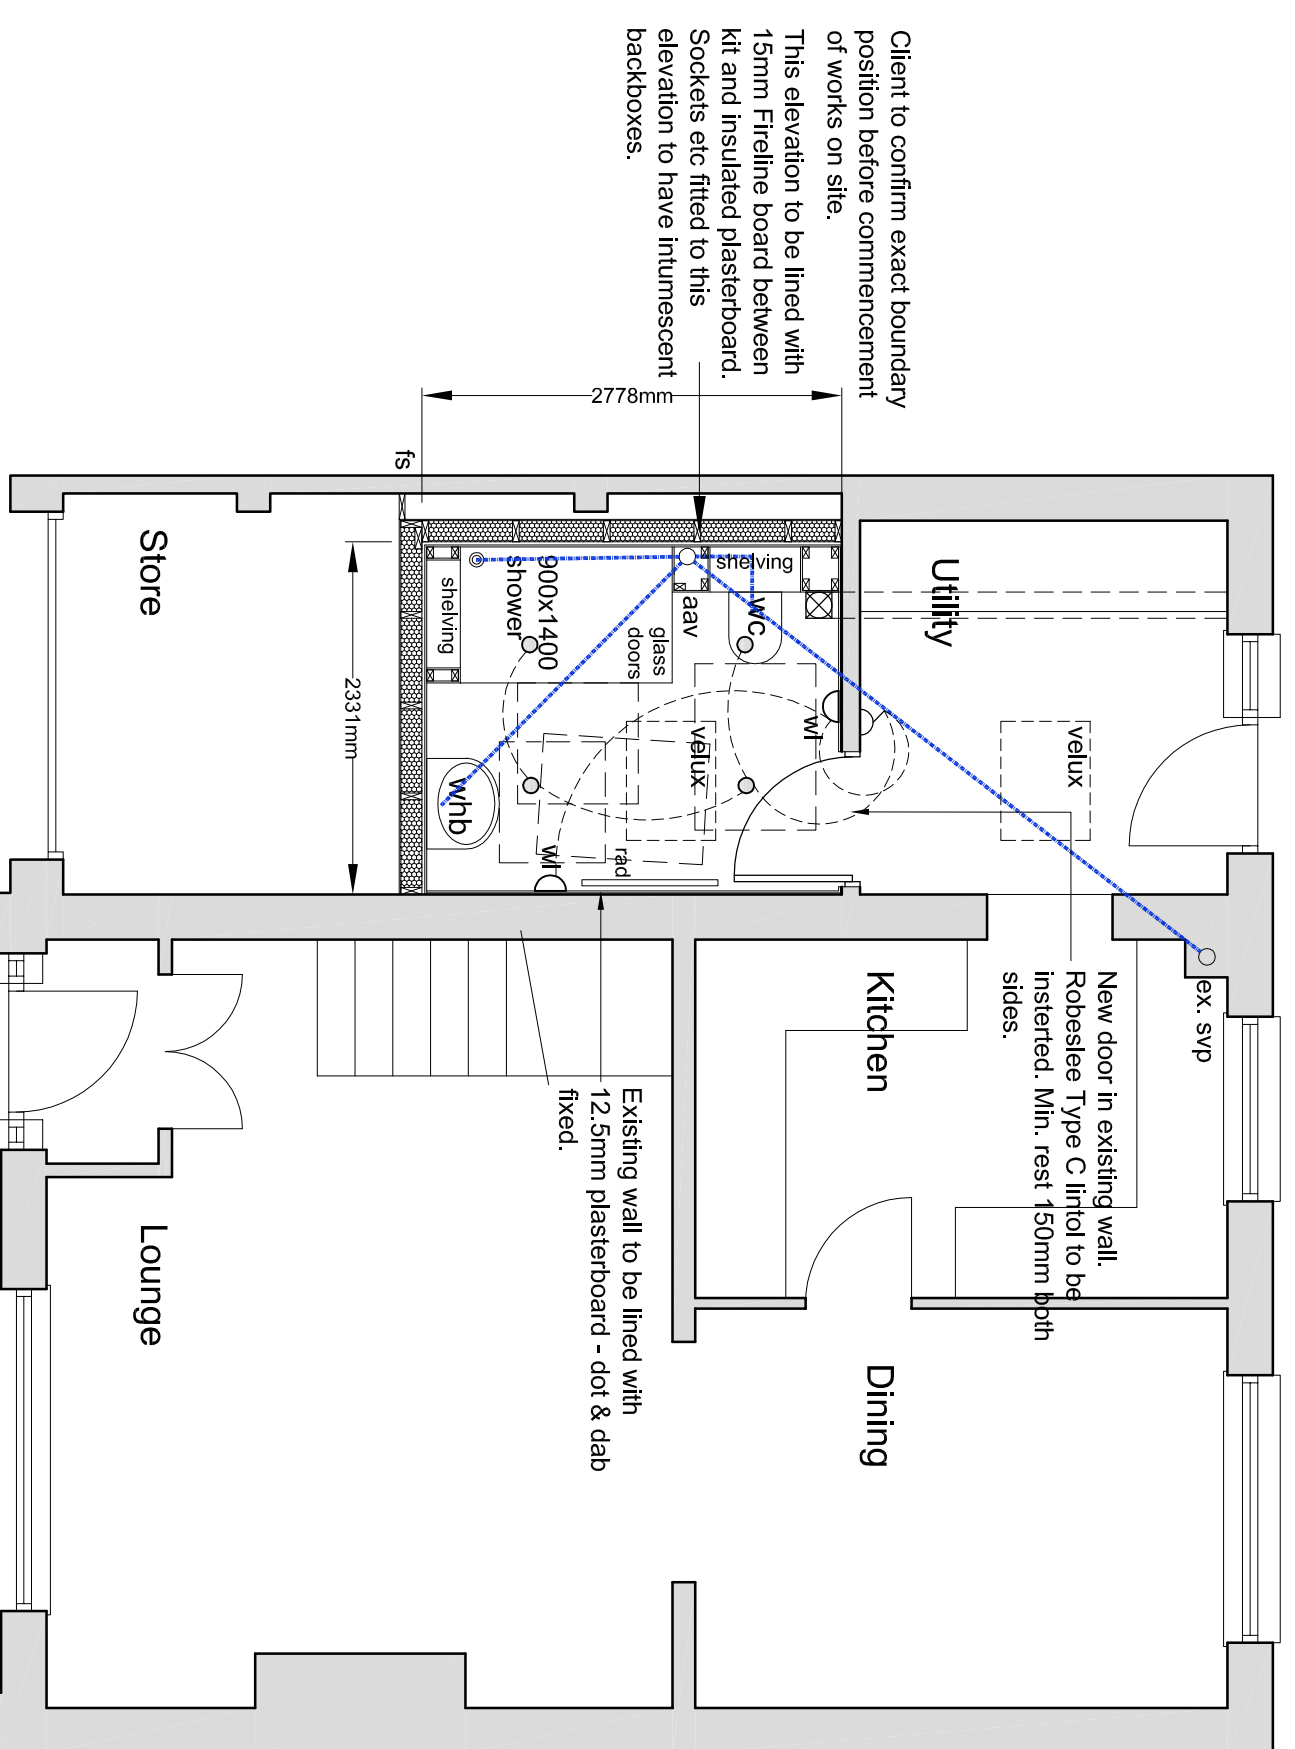 Client to confirm exact boundary
position before commencement
of works on site.
This elevation to be lined with
15mm Fireline board between
kit and insulated plasterboard.
Sockets etc fitted to this
elevation to have intumescent
backboxes.
2778mm
fs
Store
2331mm
shelving
900x1400
shower
glass
doors
aav
shelving
wc
wl
velux
whb
wl
rad
Utility
velux
ex. svp
Kitchen
New door in existing wall.
Robeslee Type C lintol to be
insterted. Min. rest 150mm both
sides.
Existing wall to be lined with
12.5mm plasterboard - dot & dab
fixed.
Lounge
Dining